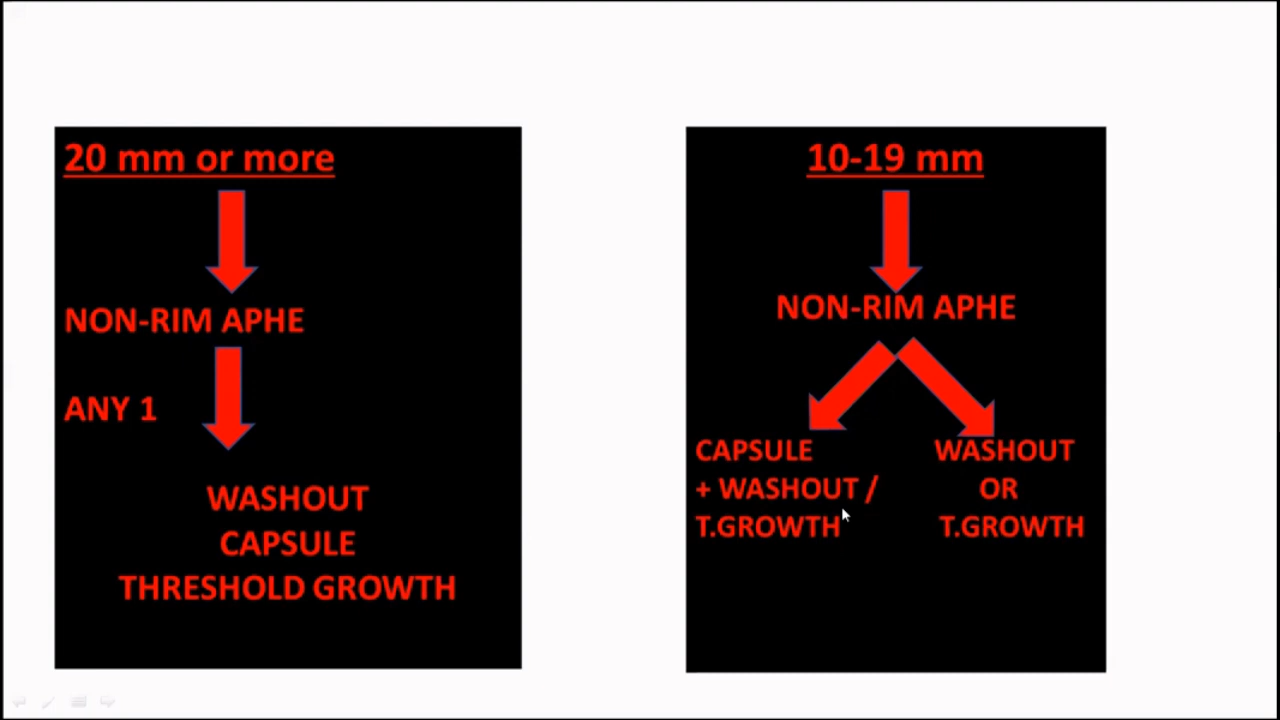 20 mm or more
NON-RIM APHE
ANY 1
WASHOUT
CAPSULE
THRESHOLD GROWTH
10-19 mm
NON-RIM APHE
CAPSULE
+ WASHOUT /
T.GROWTH
WASHOUT
OR
T.GROWTH